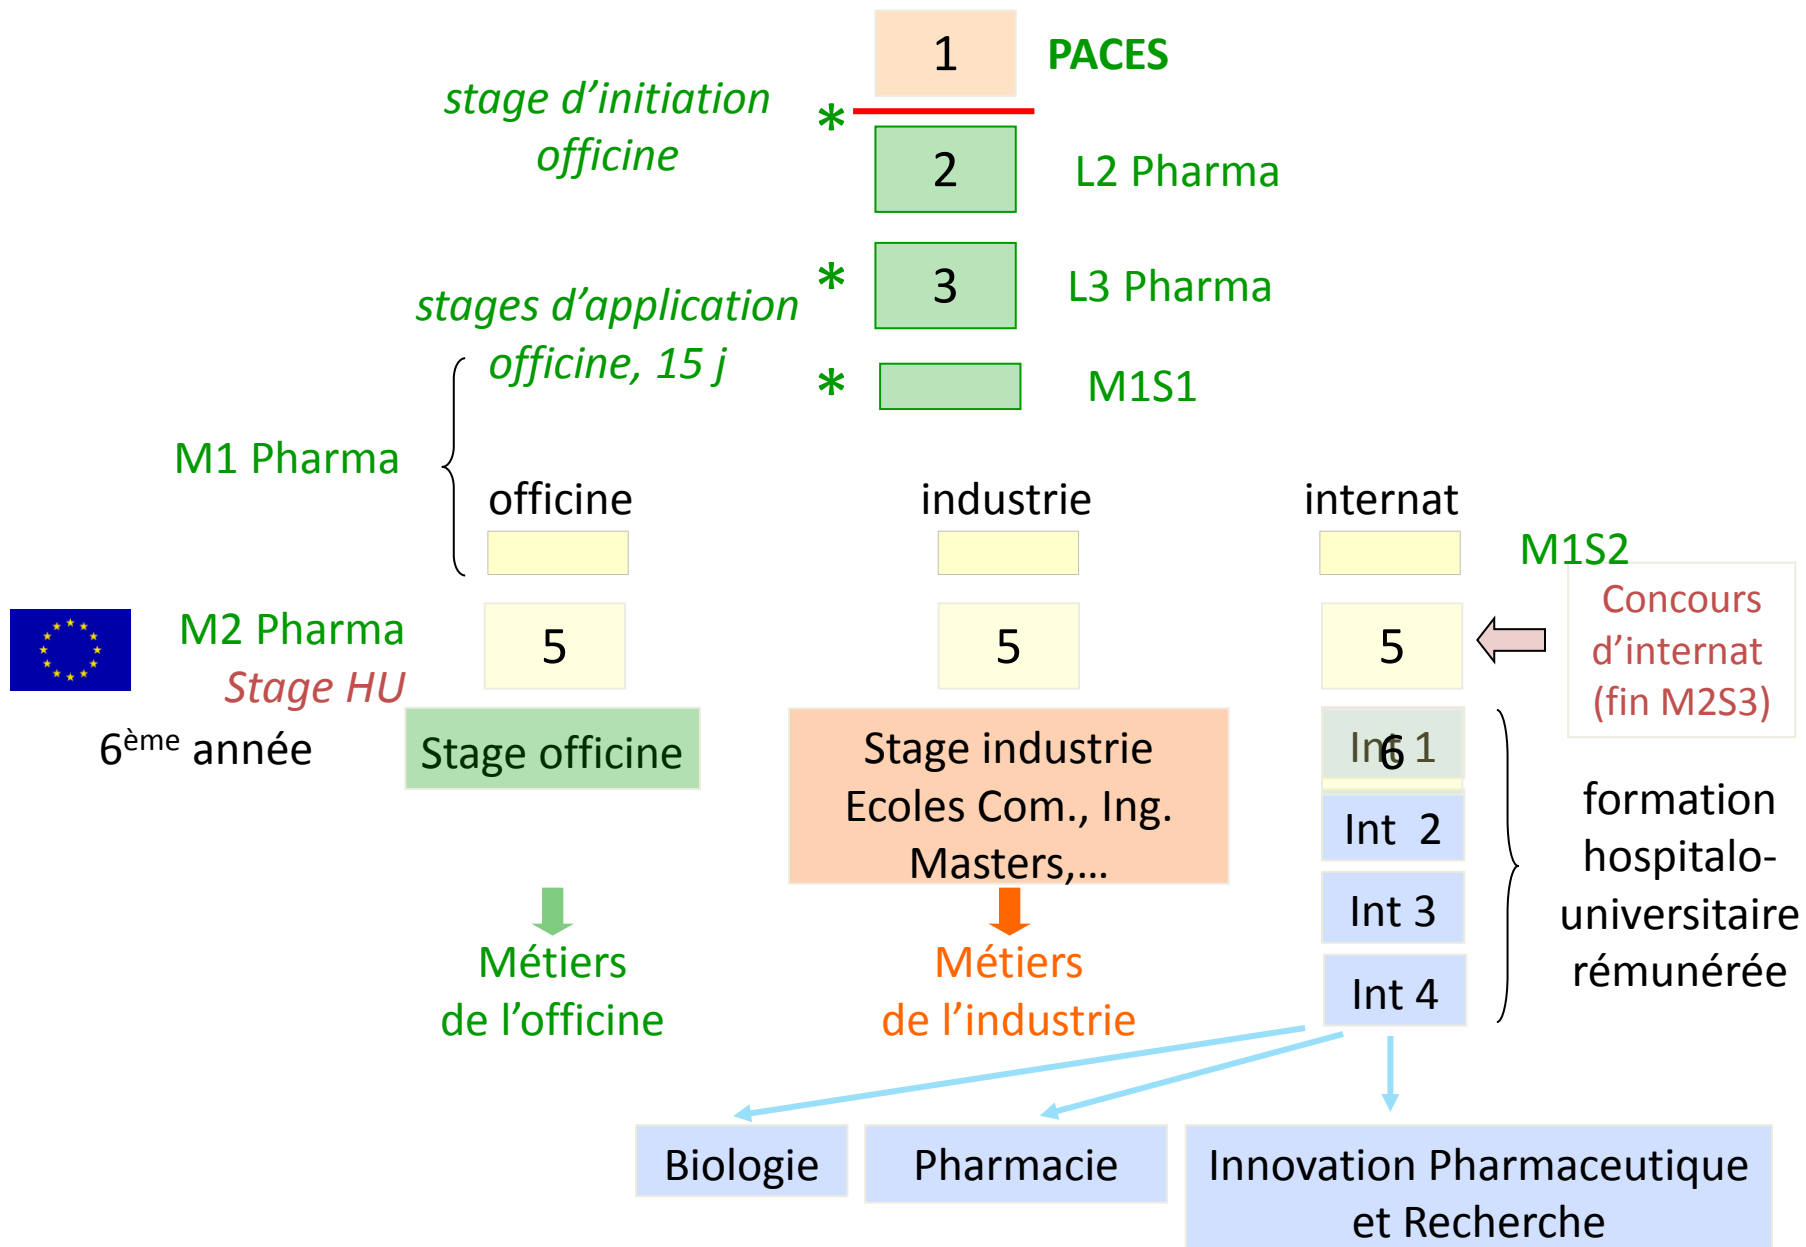 1 PACES
stage d’initiation
officine
*
2 L2 Pharma
3 L3 Pharma
*
stages d’application
officine, 15 j
* M1S1
M1 Pharma
officine industrie internat
M1S2
M2 Pharma 5 5 5
Stage HU
Concours
d’internat
(fin M2S3)
6ème année
Stage officine
Stage industrie
Ecoles Com., Ing.
Masters,...
Int 1
6
Int 2
Int 3
Int 4
formation
hospitalo-
universitaire
rémunérée
Métiers
de l’officine
Métiers
de l’industrie
Biologie
Pharmacie
Innovation Pharmaceutique
et Recherche